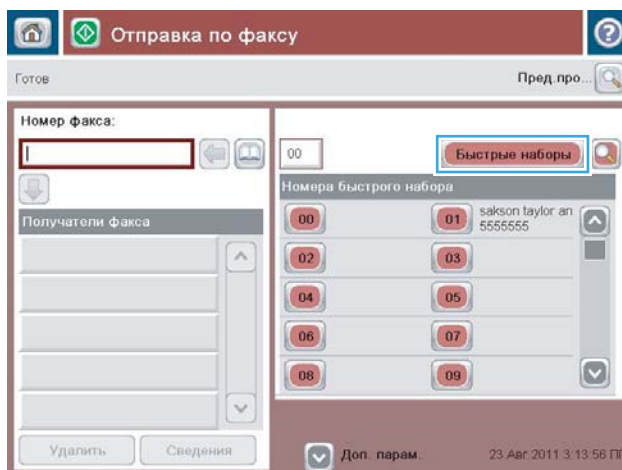 Отправка по факсу
Готов
Пред.про...
Номер факса:
00
Быстрые наборы
Номера быстрого набора
Получатели факса
00
01 sakson taylor an
5555555
02
03
04
05
06
07
08
09
Удалить
Сведения
Доп. парам.
23 Авг 2011 3:13:56 ПП